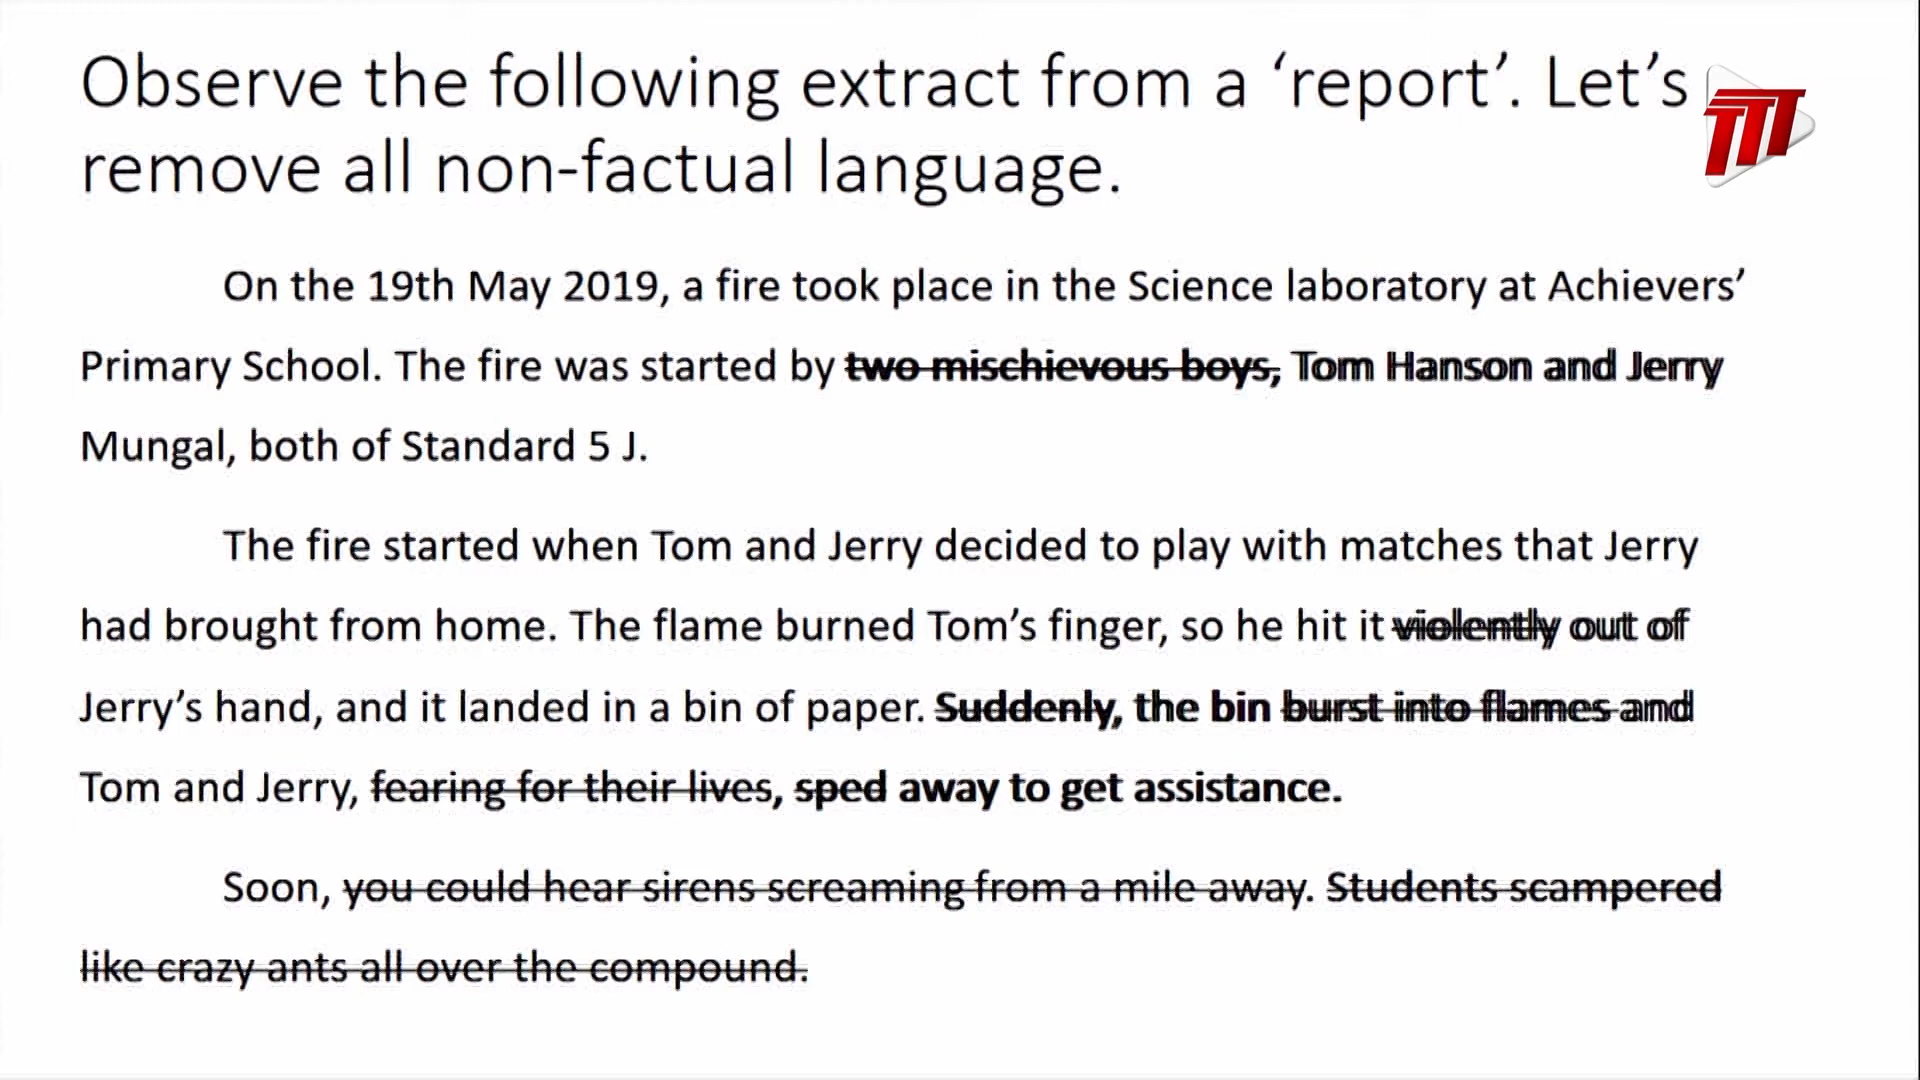 Observe the following extract from a ‘report’. Let’s
remove all non-factual language.
TTT
On the 19th May 2019, a fire took place in the Science laboratory at Achievers’
Primary School. The fire was started by two mischievous boys, Tom Hanson and Jerry
Mungal, both of Standard 5 J.
The fire started when Tom and Jerry decided to play with matches that Jerry
had brought from home. The flame burned Tom’s finger, so he hit it violently out of
Jerry’s hand, and it landed in a bin of paper. Suddenly, the bin burst into flames and
Tom and Jerry, fearing for their lives, sped away to get assistance.
Soon, you could hear sirens screaming from a mile away. Students scampered
like crazy ants all over the compound.